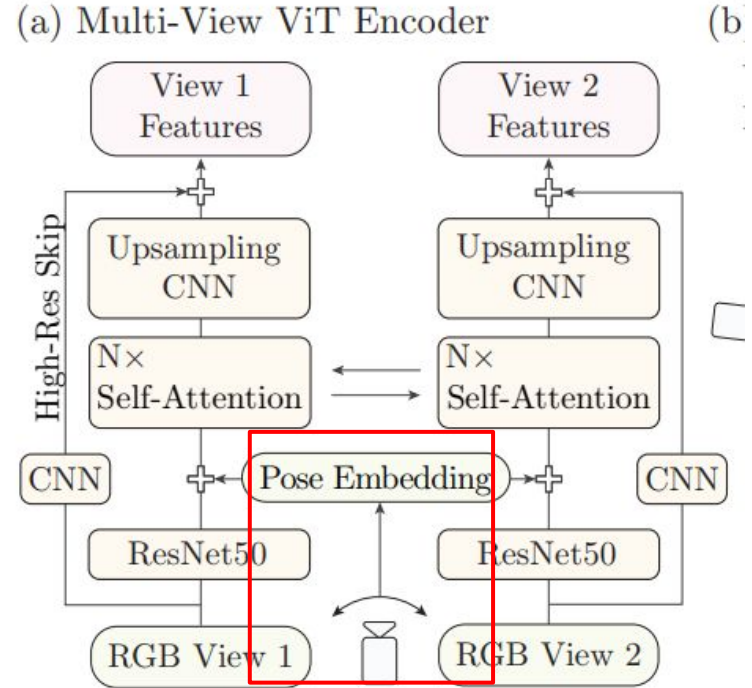 (a) Multi-View ViT Encoder
(b)
View 1
Features
View 2
Features
High-Res Skip
Upsampling
CNN
Upsampling
CNN
N×
Self-Attention
N×
Self-Attention
CNN
Pose Embedding
CNN
ResNet50
ResNet50
RGB View 1
RGB View 2